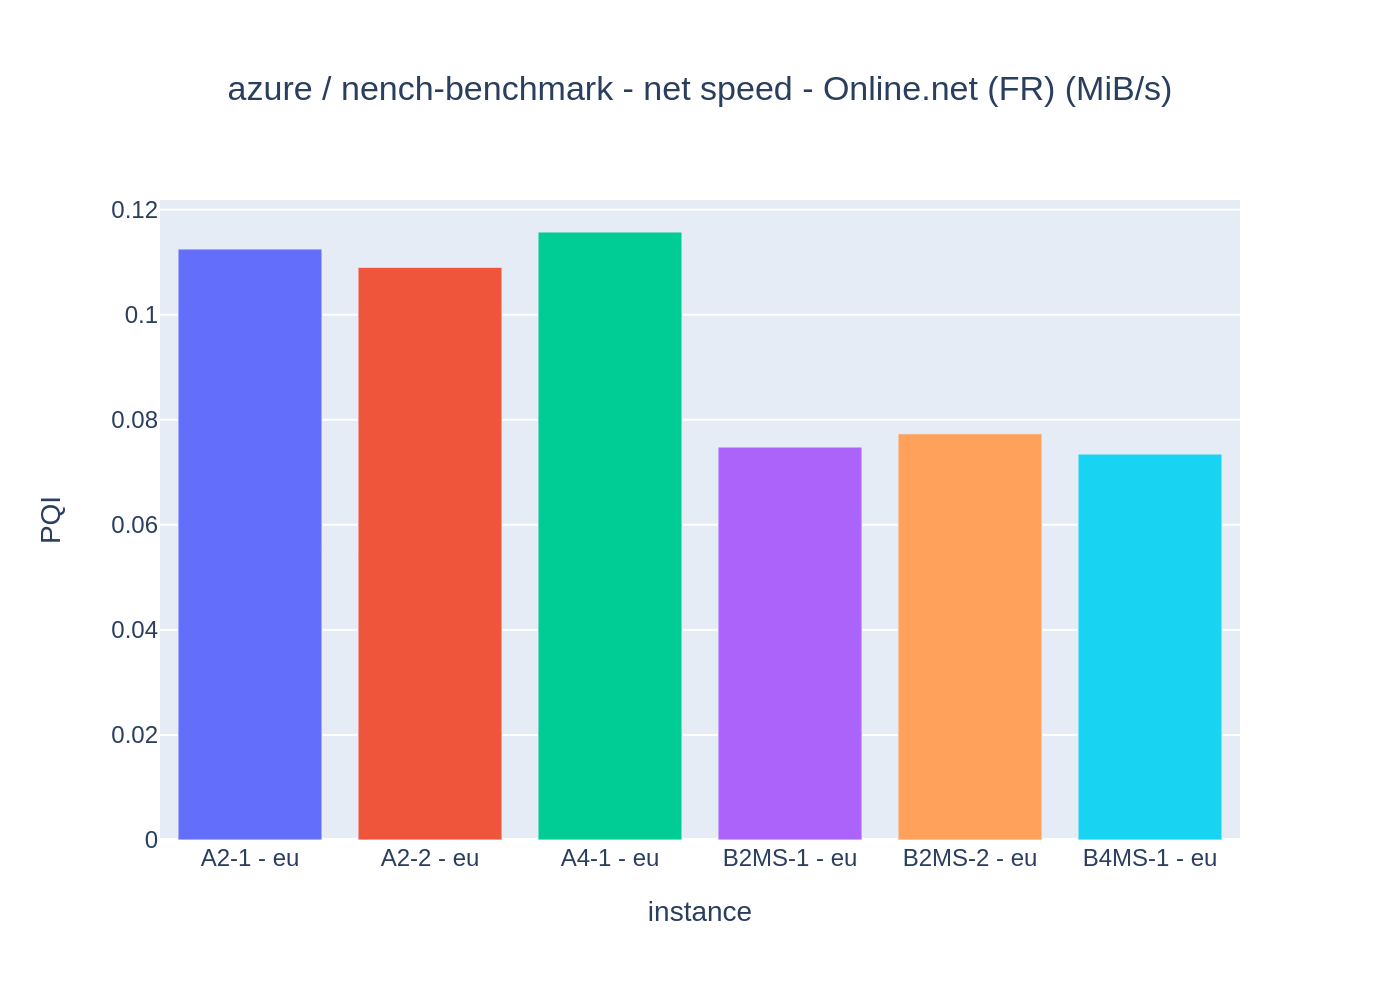 azure / nench-benchmark - net speed - Online.net (FR) (MiB/s)
0.12
0.1
0.08
0.06
0.04
0.02
0
PQI
A2-1 - eu
A2-2 - eu
A4-1 - eu
B2MS-1 - eu
B2MS-2 - eu
B4MS-1 - eu
instance